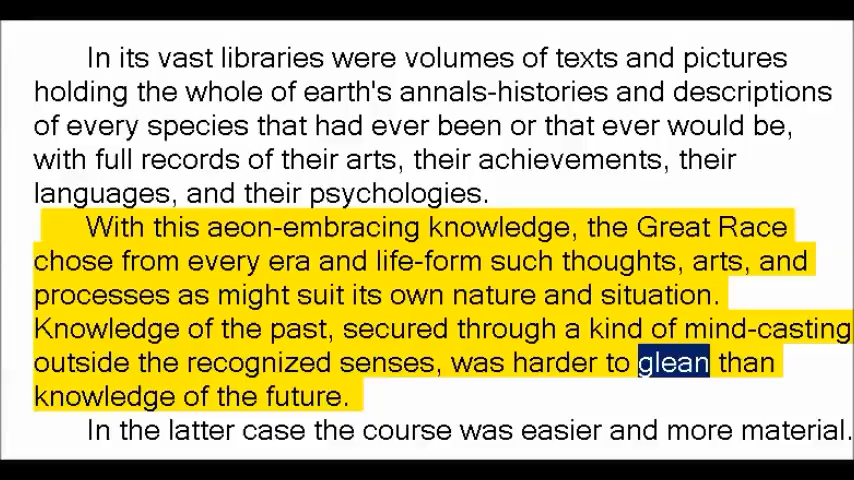 In its vast libraries were volumes of texts and pictures
holding the whole of earth's annals-histories and descriptions
of every species that had ever been or that ever would be,
with full records of their arts, their achievements, their
languages, and their psychologies.
With this aeon-embracing knowledge, the Great Race
chose from every era and life-form such thoughts, arts, and
processes as might suit its own nature and situation.
Knowledge of the past, secured through a kind of mind-casting
outside the recognized senses, was harder to glean than
knowledge of the future.
In the latter case the course was easier and more material.